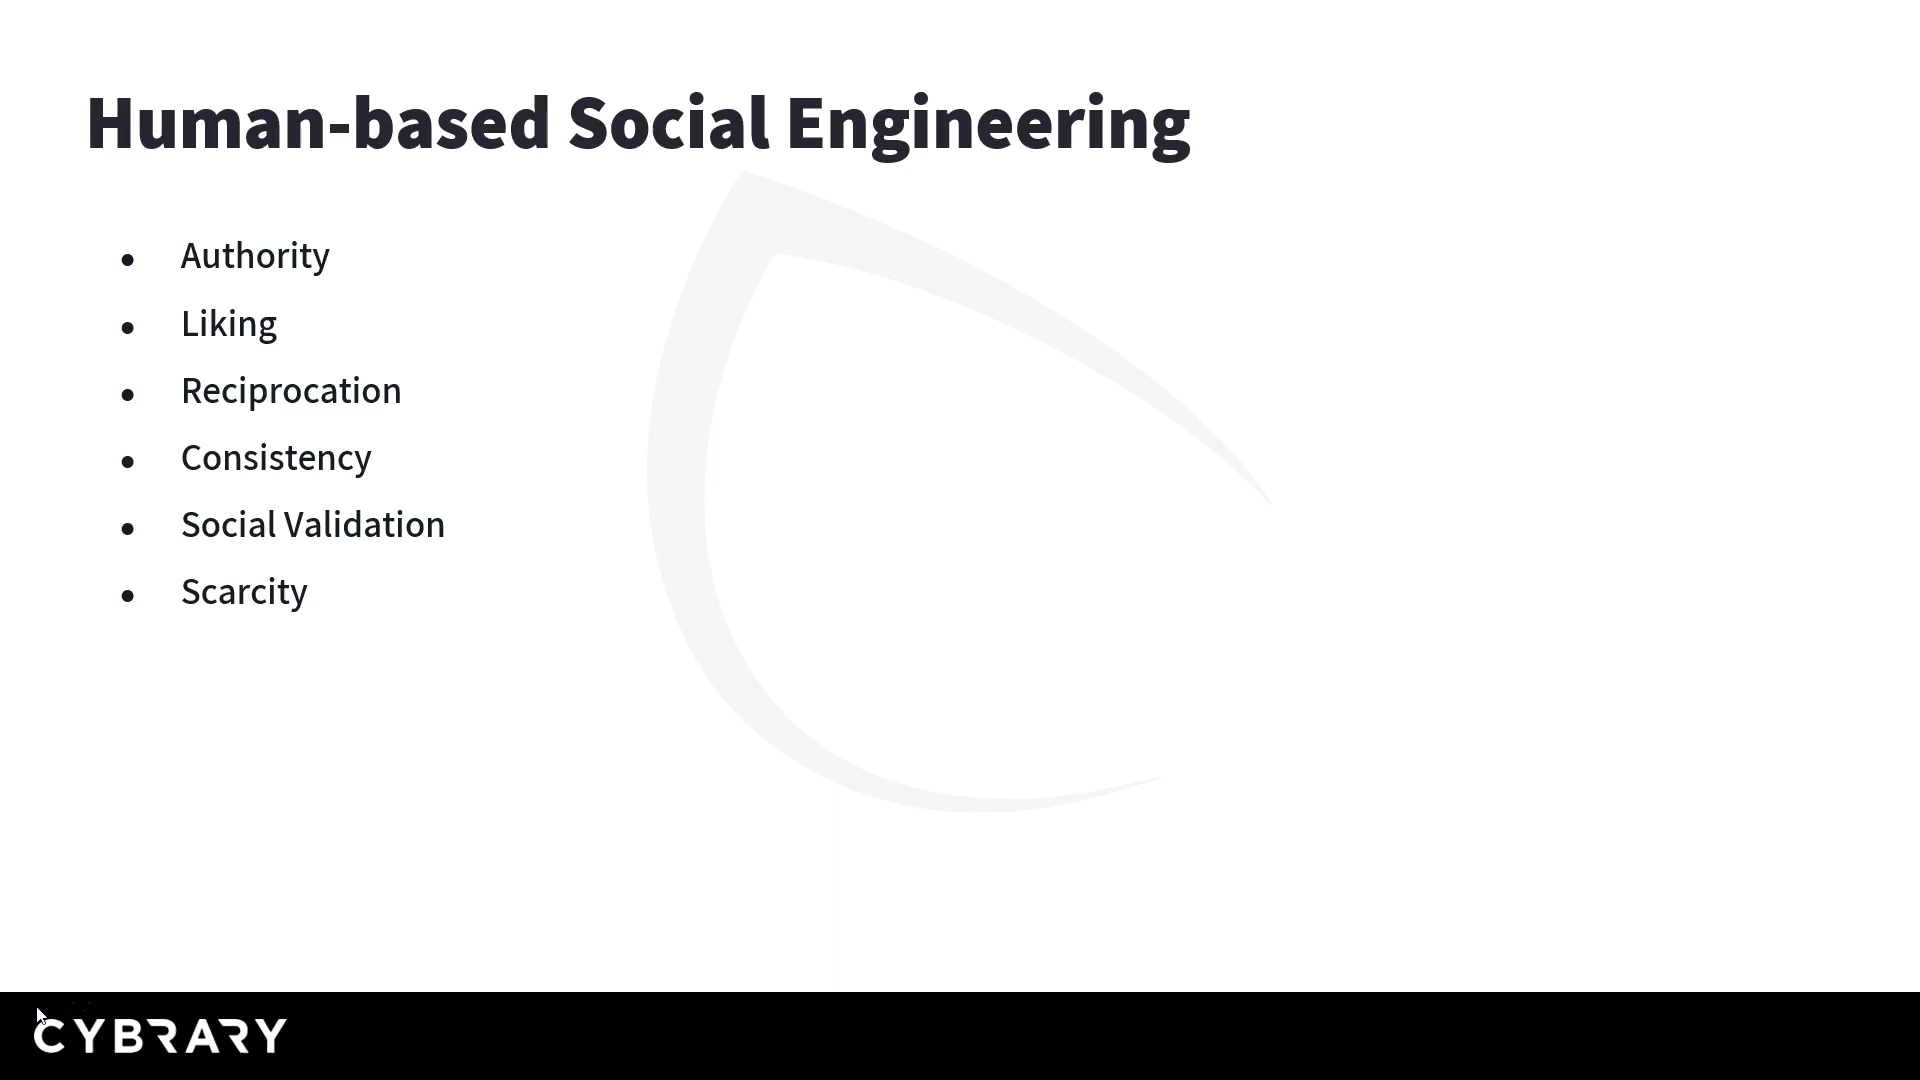 Human-based Social Engineering
● Authority
● Liking
● Reciprocation
● Consistency
● Social Validation
● Scarcity
CYBRARY